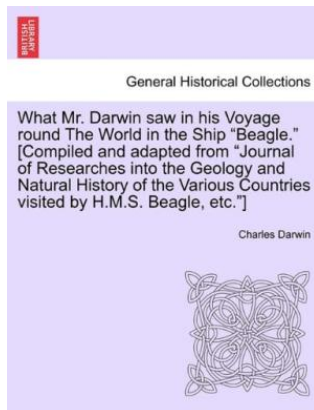 BRITISH
LIBRARY
General Historical Collections
What Mr. Darwin saw in his Voyage
round The World in the Ship “Beagle.”
[Compiled and adapted from “Journal
of Researches into the Geology and
Natural History of the Various Countries
visited by H.M.S. Beagle, etc.”]
Charles Darwin